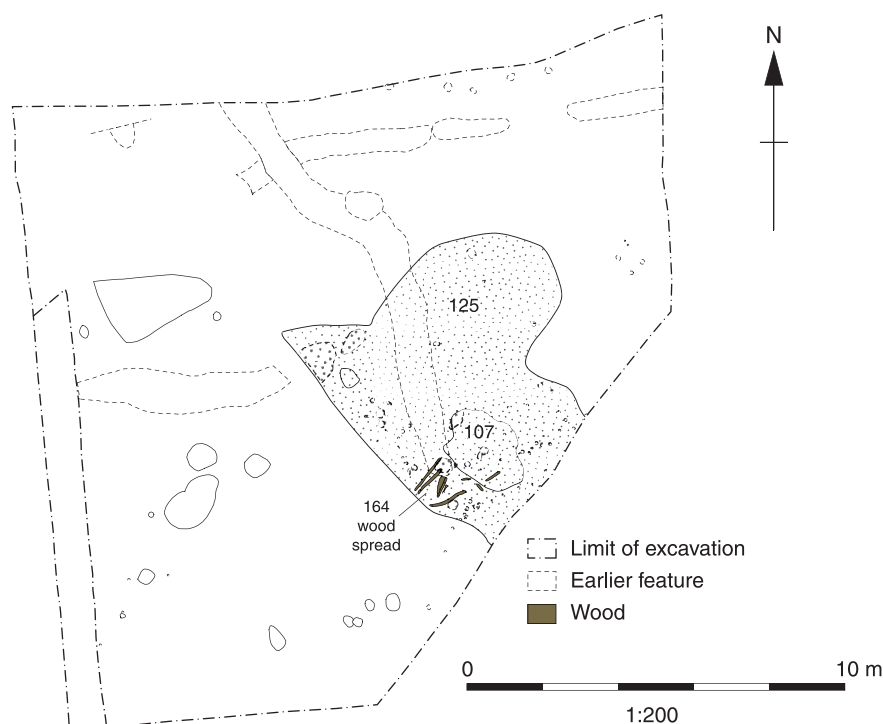 N
125
107
164
wood
spread
Limit of excavation
Earlier feature
Wood
0 10 m
1:200